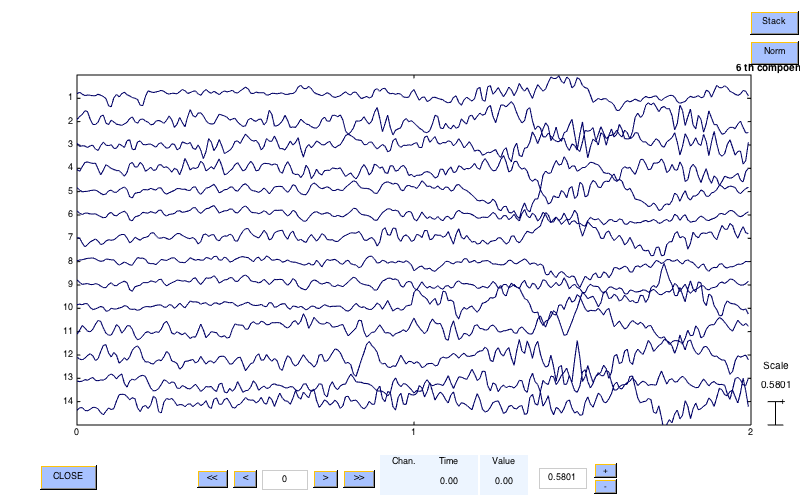 Stack
Norm
6 th compoen
1
2
3
4
5
6
7
8
9
10
11
12
13
14
0 1 2
Scale
0.5801
+
CLOSE
<< < 0 > >>
Chan. Time Value
0.00 0.00
0.5801
+
-